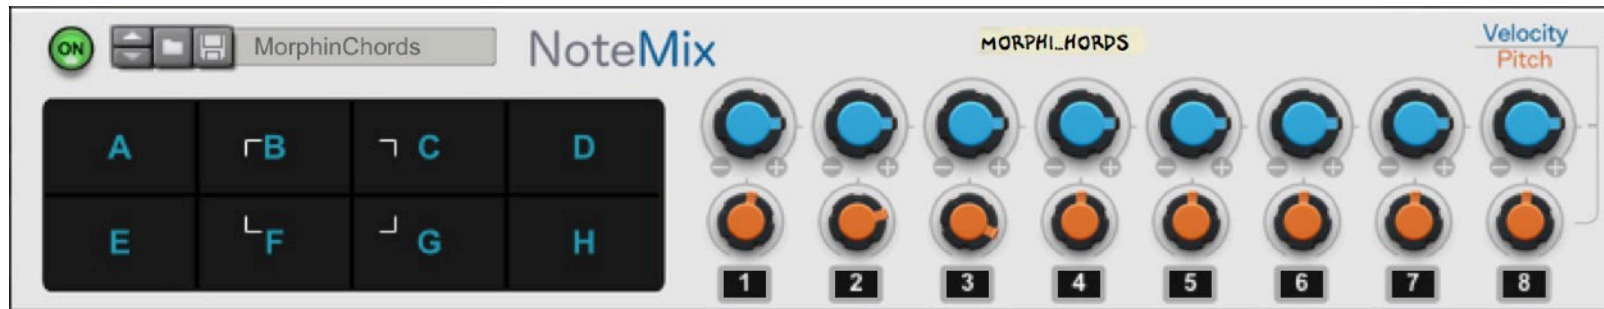 ON
MorphinChords
NoteMix
MORPHI_HORDS
Velocity
Pitch
A B C D
E F G H
1 2 3 4 5 6 7 8